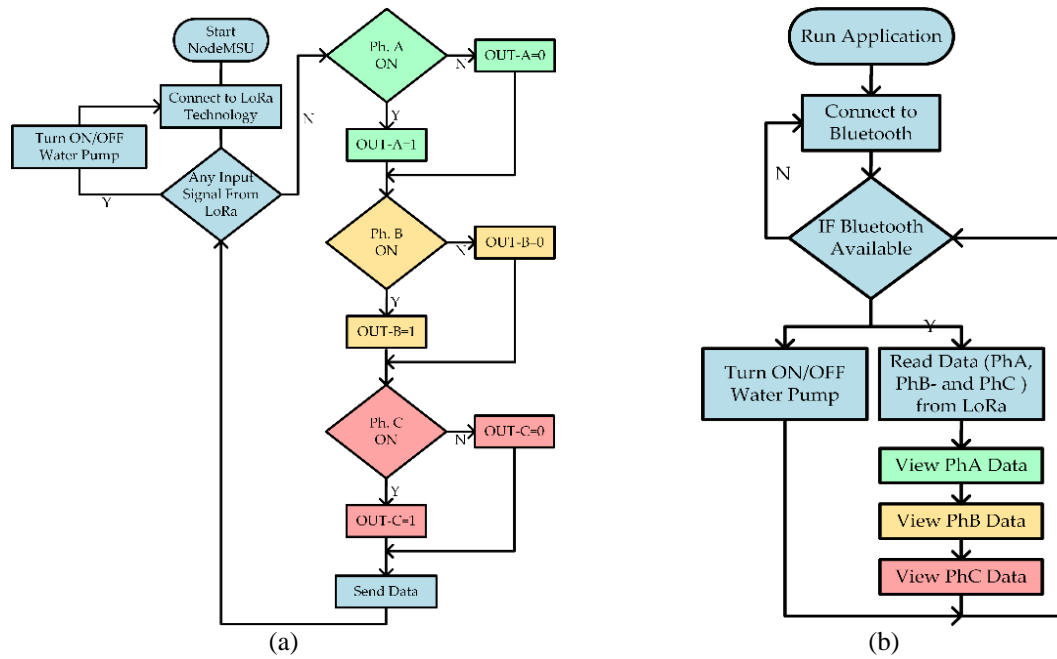 Start
NodeMSU
Connect to LoRa
Technology
Turn ON/OFF
Water Pump
Any Input
Signal From
LoRa
Y
N
Ph. A
ON
N
OUT-A=0
Y
OUT-A=1
Ph. B
ON
N
OUT-B=0
Y
OUT-B=1
Ph. C
ON
N
OUT-C=0
Y
OUT-C=1
Send Data
(a)
Run Application
Connect to
Bluetooth
N
IF Bluetooth
Available
Y
Turn ON/OFF
Water Pump
Read Data (PhA,
PhB- and PhC )
from LoRa
View PhA Data
View PhB Data
View PhC Data
(b)